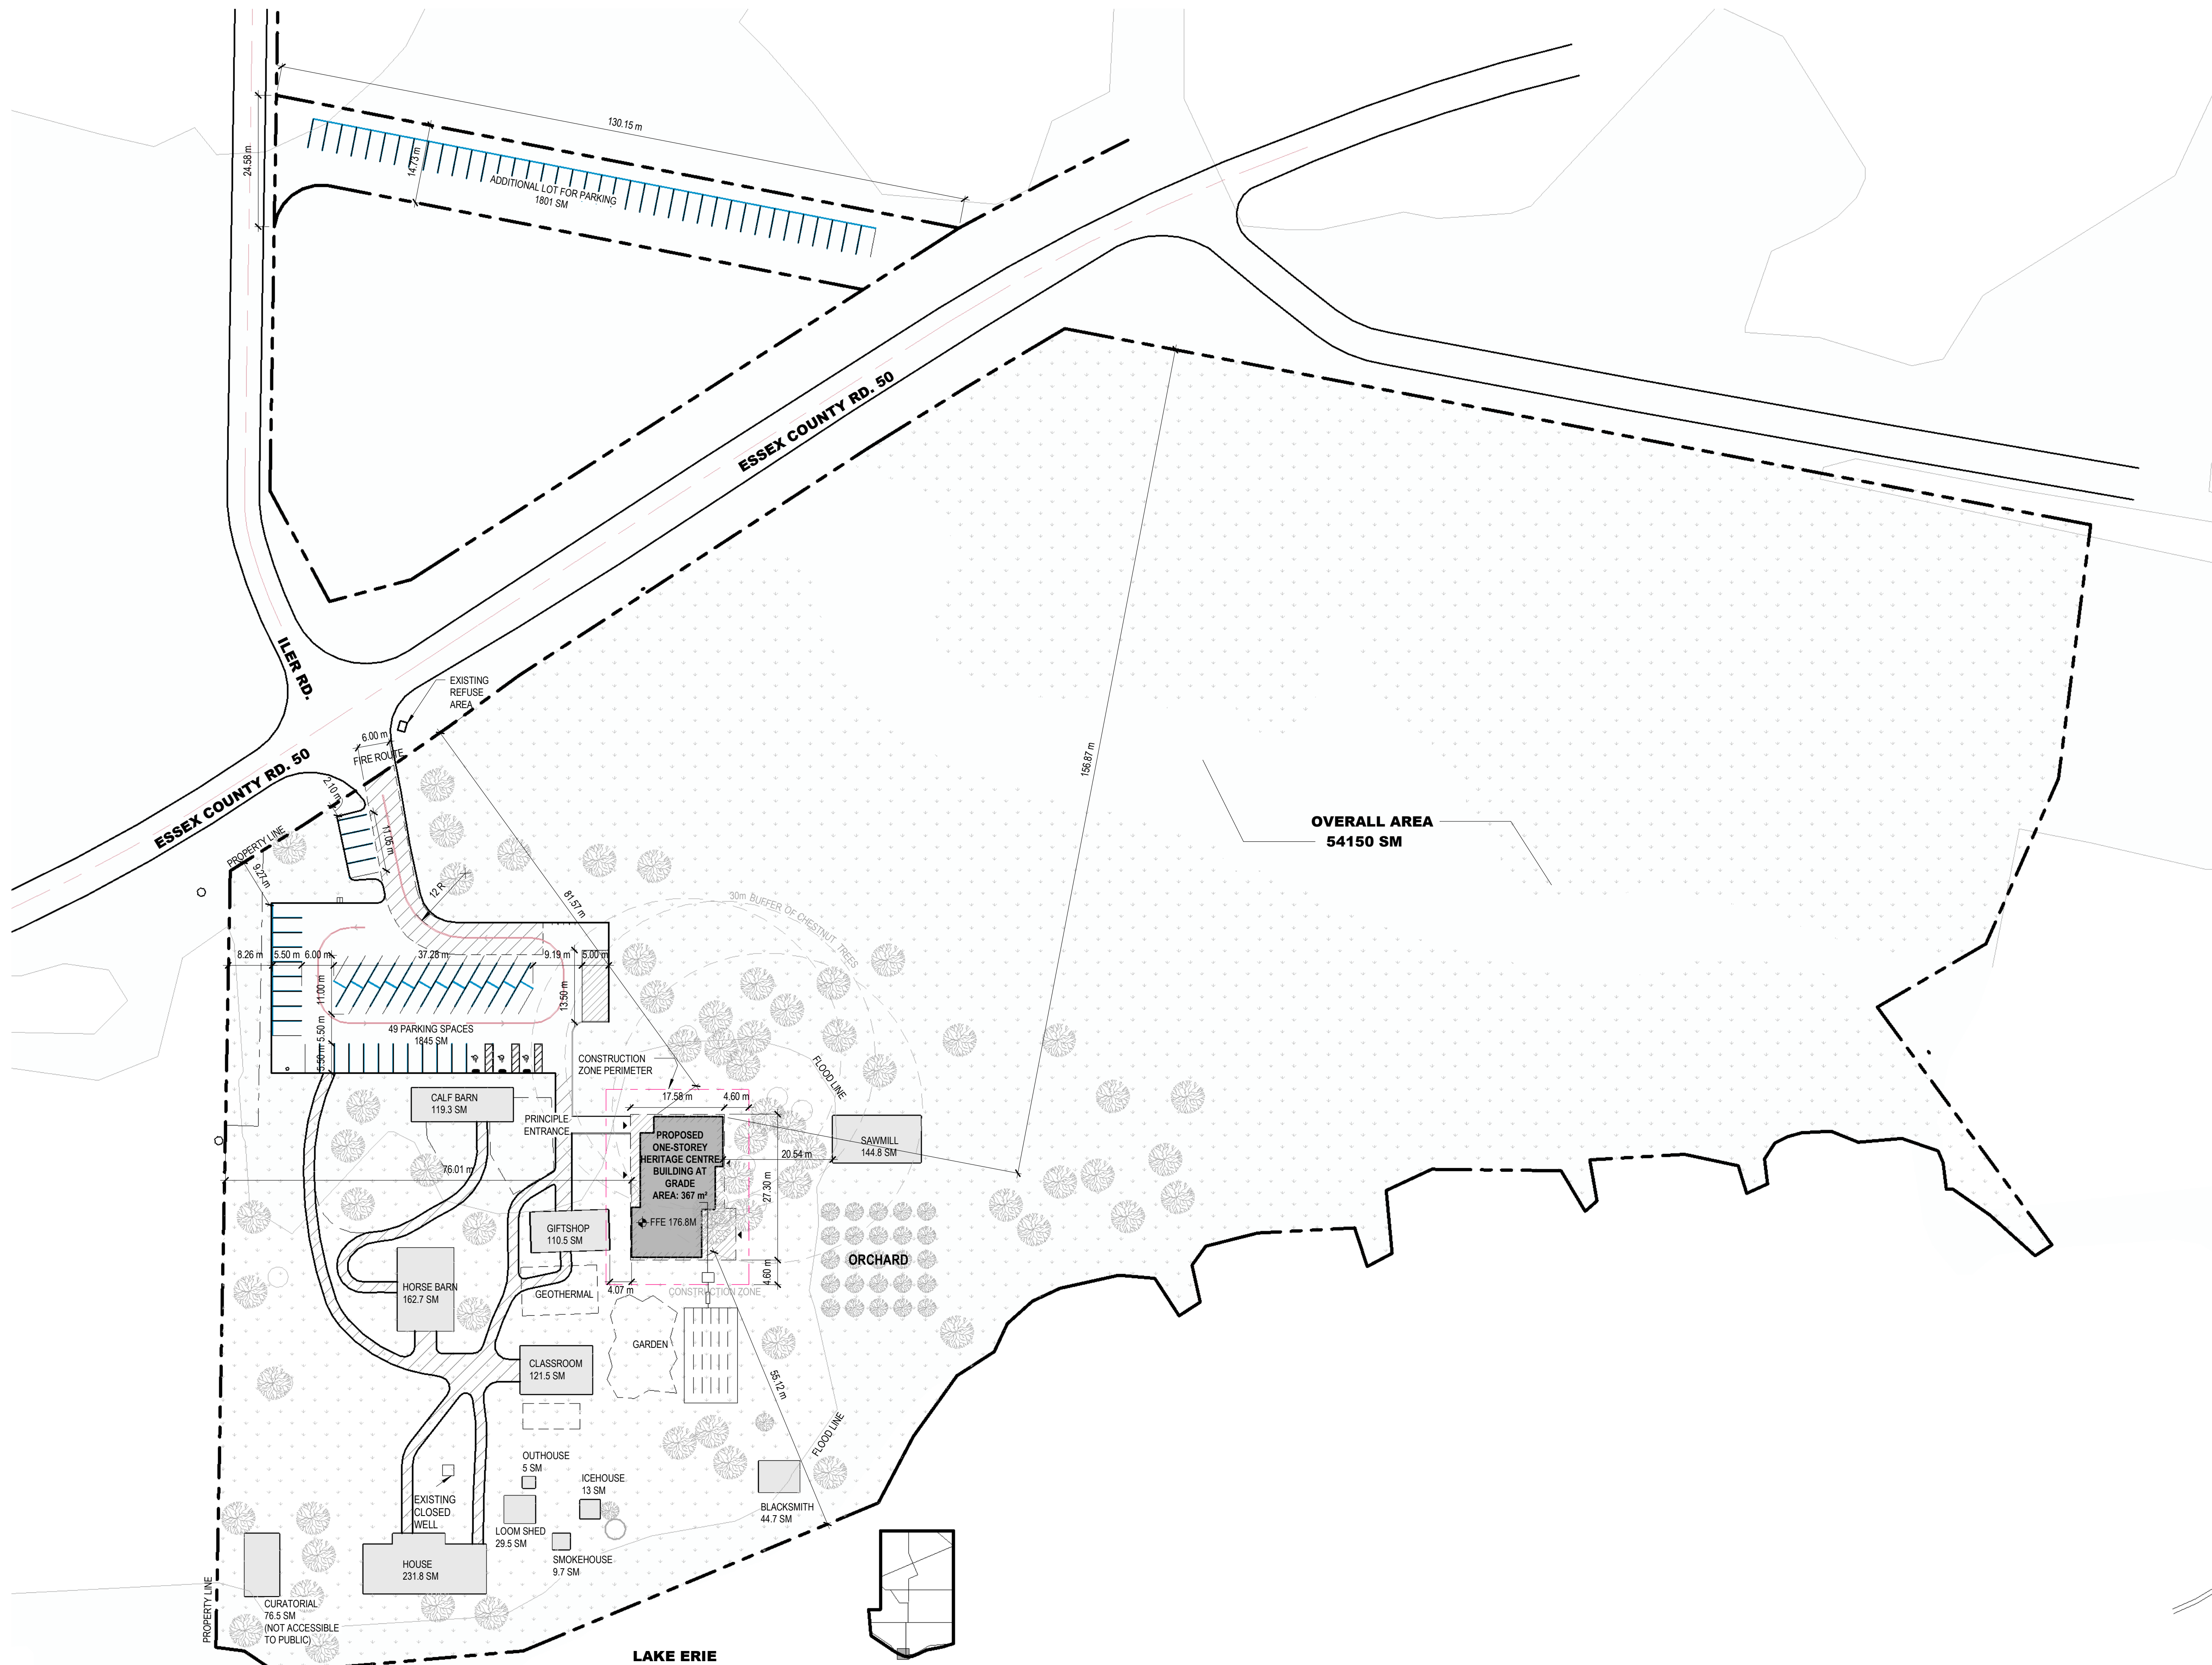 130.15 m
24.58 m
14.73 m
ADDITIONAL LOT FOR PARKING
1801 SM
ESSEX COUNTY RD. 50
ILER RD.
EXISTING
REFUSE
AREA
6.00 m
FIRE ROUTE
2.10 m
ESSEX COUNTY RD. 50
11.05 m
PROPERTY LINE
9.27 m
12 R
81.57 m
156.87 m
OVERALL AREA
54150 SM
30m BUFFER OF CHESTNUT TREES
8.26 m
5.50 m
6.00 m
37.28 m
9.19 m
5.00 m
11.00 m
13.50 m
5.50 m
5.50 m
49 PARKING SPACES
1845 SM
CONSTRUCTION
ZONE PERIMETER
FLOOD LINE
CALF BARN
119.3 SM
17.58 m
4.60 m
PRINCIPLE
ENTRANCE
PROPOSED
ONE-STOREY
HERITAGE CENTRE
BUILDING AT
GRADE
AREA: 367 m²
FFE 176.8M
SAWMILL
144.8 SM
20.54 m
76.01 m
27.30 m
GIFTSHOP
110.5 SM
ORCHARD
4.60 m
HORSE BARN
162.7 SM
GEOTHERMAL
4.07 m
CONSTRUCTION ZONE
GARDEN
CLASSROOM
121.5 SM
55.12 m
FLOOD LINE
OUTHOUSE
5 SM
ICEHOUSE
13 SM
EXISTING
CLOSED
WELL
LOOM SHED
29.5 SM
BLACKSMITH
44.7 SM
SMOKEHOUSE
9.7 SM
HOUSE
231.8 SM
CURATORIAL
76.5 SM
(NOT ACCESSIBLE
TO PUBLIC)
PROPERTY LINE
LAKE ERIE